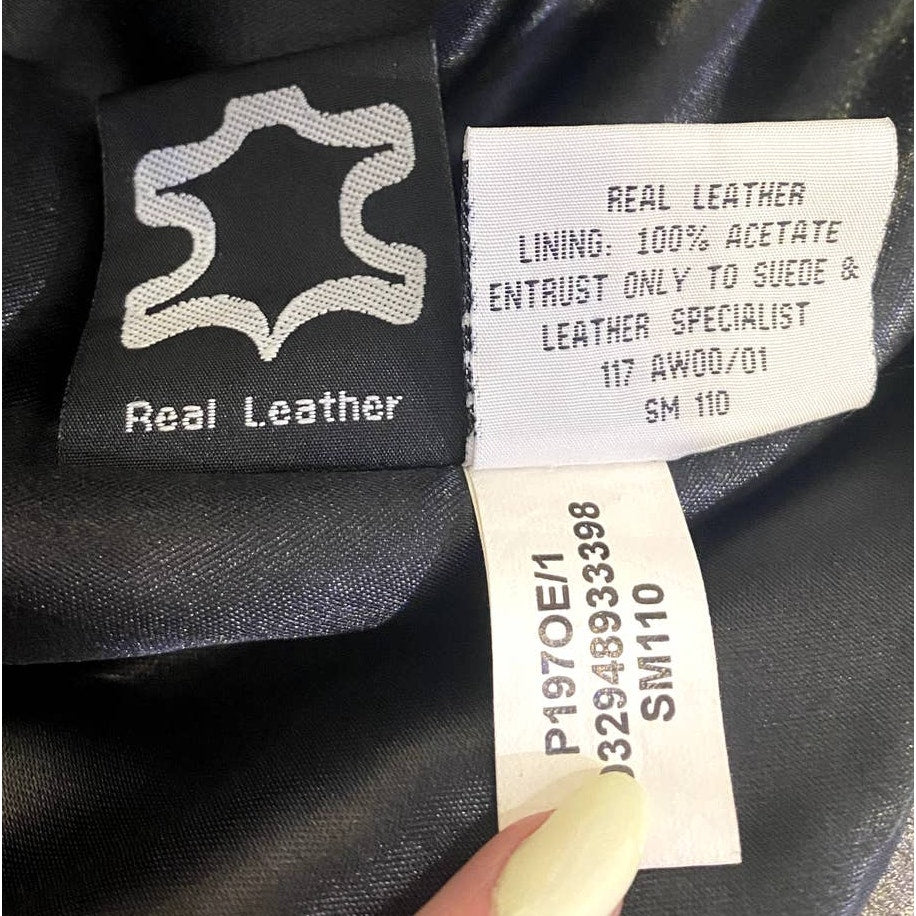 Real Leather
REAL LEATHER
LINING: 100% ACETATE
ENTRUST ONLY TO SUEDE &
LEATHER SPECIALIST
117 AW00/01
SM 110
P197OE/1
032948933398
SM110